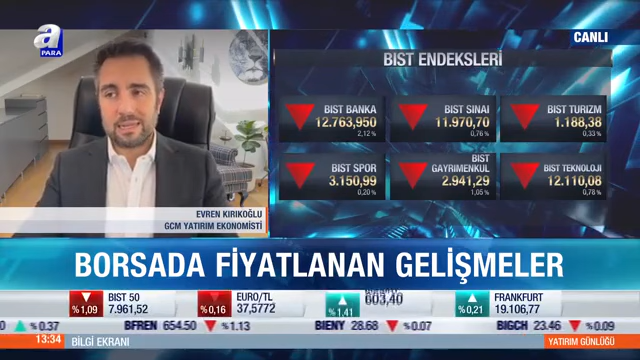 a
PARA
CANLI
BIST ENDEKSLERİ
BIST BANKA
12.763,950
2,12%
BIST SINAI
11.970,70
0,76%
BIST TURIZM
1.188,38
0,33%
BIST SPOR
3.150,99
0,20%
BIST
GAYRIMENKUL
2.941,29
1,05%
BIST TEKNOLOJI
12.110,08
0,78%
EVREN KIRIKOĞLU
GCM YATIRIM EKONOMİSTİ
BORSADA FİYATLANAN GELİŞMELER
%1,09 BIST 50 7.961,52
%0,16 EURO/TL 37,5772
%1,41 603,40
%0,21 FRANKFURT 19.106,77
%0.37 BFREN 654.50 %1.13 BIENY 28.68 %0.07 BIGCH 23.46 %0.09
13:34 BİLGİ EKRANI YATIRIM GÜNLÜĞÜ